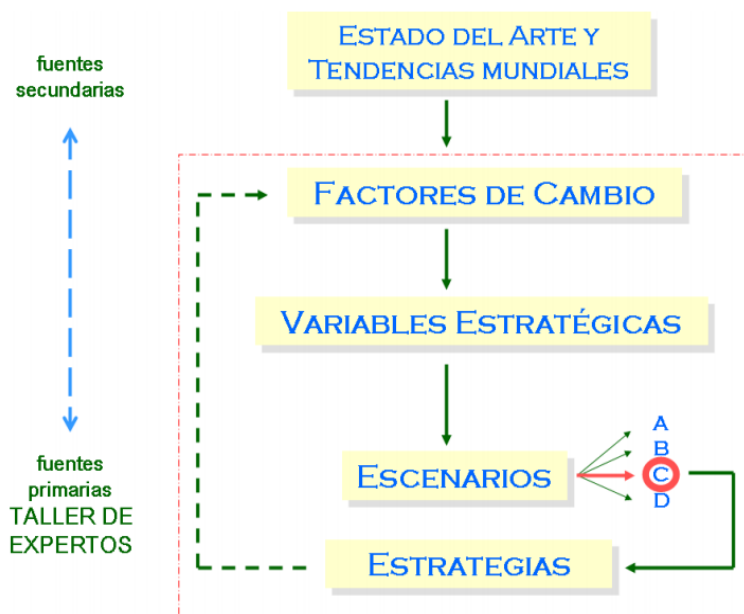 ESTADO DEL ARTE Y
TENDENCIAS MUNDIALES
fuentes
secundarias
FACTORES DE CAMBIO
VARIABLES ESTRATÉGICAS
A
B
ESCENARIOS
C
D
fuentes
primarias
TALLER DE
EXPERTOS
ESTRATEGIAS